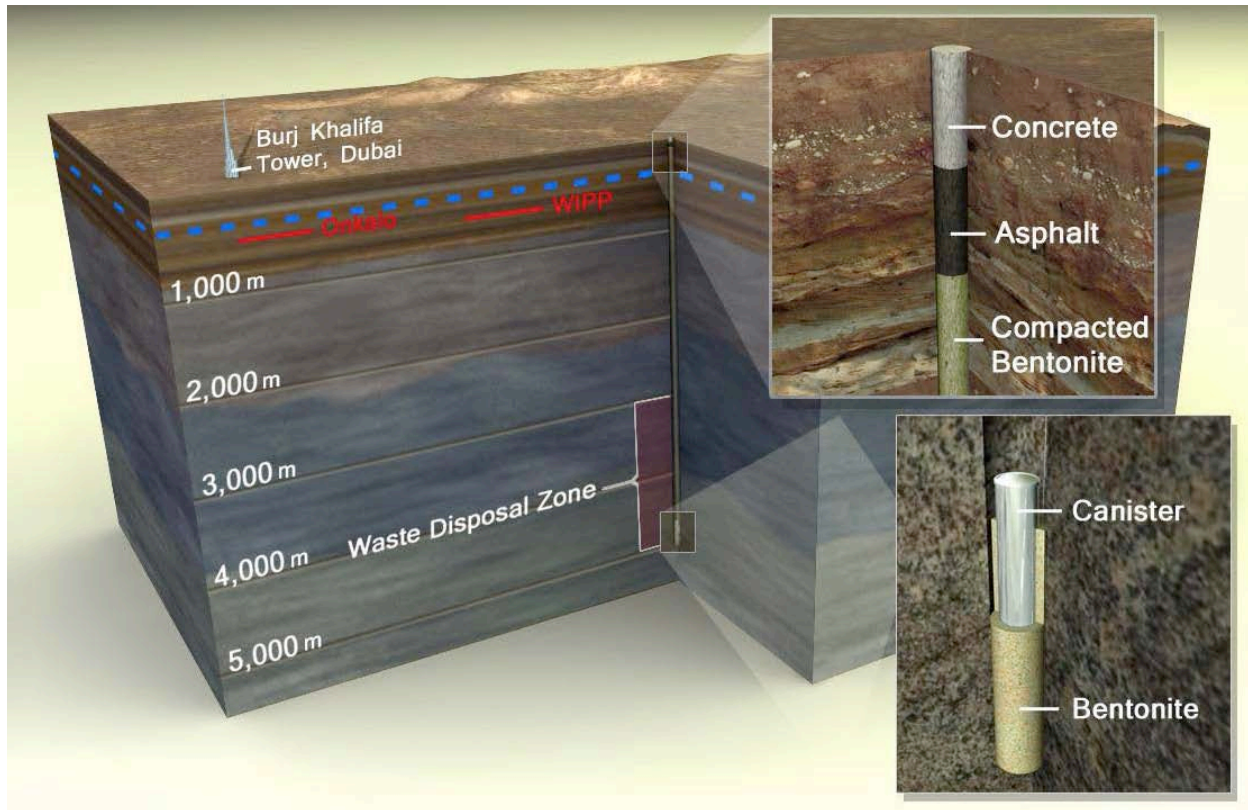 Burj Khalifa
Tower, Dubai
Onkalo
WIPP
1,000 m
2,000 m
3,000 m
Waste Disposal Zone
4,000 m
5,000 m
Concrete
Asphalt
Compacted
Bentonite
Canister
Bentonite